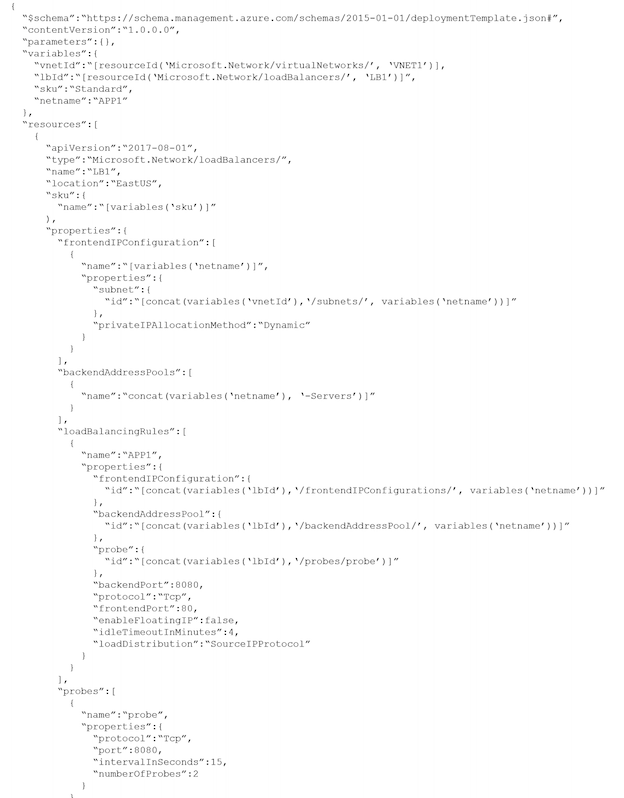 {
"$schema":"https://schema.management.azure.com/schemas/2015-01-01/deploymentTemplate.json#",
"contentVersion":"1.0.0.0",
"parameters":{},
"variables":{
"vnetId":"[resourceId('Microsoft.Network/virtualNetworks/', 'VNET1')],
"lbId":"[resourceId('Microsoft.Network/loadBalancers/', 'LB1')]",
"sku":"Standard",
"netname":"APP1"
},
"resources":[
{
"apiVersion":"2017-08-01",
"type":"Microsoft.Network/loadBalancers/",
"name":"LB1",
"location":"EastUS",
"sku":{
"name":"[variables('sku')]"
),
"properties":{
"frontendIPConfiguration":[
{
"name":"[variables('netname')]",
"properties":{
"subnet":{
"id":"[concat(variables('vnetId'),'/subnets/', variables('netname'))]"
},
"privateIPAllocationMethod":"Dynamic"
}
}
],
"backendAddressPools":[
{
"name":"concat(variables('netname'), '-Servers')]"
}
],
"loadBalancingRules":[
{
"name":"APP1",
"properties":{
"frontendIPConfiguration":{
"id":"[concat(variables('lbId'),'/frontendIPConfigurations/', variables('netname'))]"
},
"backendAddressPool":{
"id":"[concat(variables('lbId'),'/backendAddressPool/', variables('netname'))]"
},
"probe":{
"id":"[concat(variables('lbId'),'/probes/probe')]"
},
"backendPort":8080,
"protocol":"Tcp",
"frontendPort":80,
"enableFloatingIP":false,
"idleTimeoutInMinutes":4,
"loadDistribution":"SourceIPProtocol"
}
}
],
"probes":[
{
"name":"probe",
"properties":{
"protocol":"Tcp",
"port":8080,
"intervalInSeconds":15,
"numberOfProbes":2
}
}